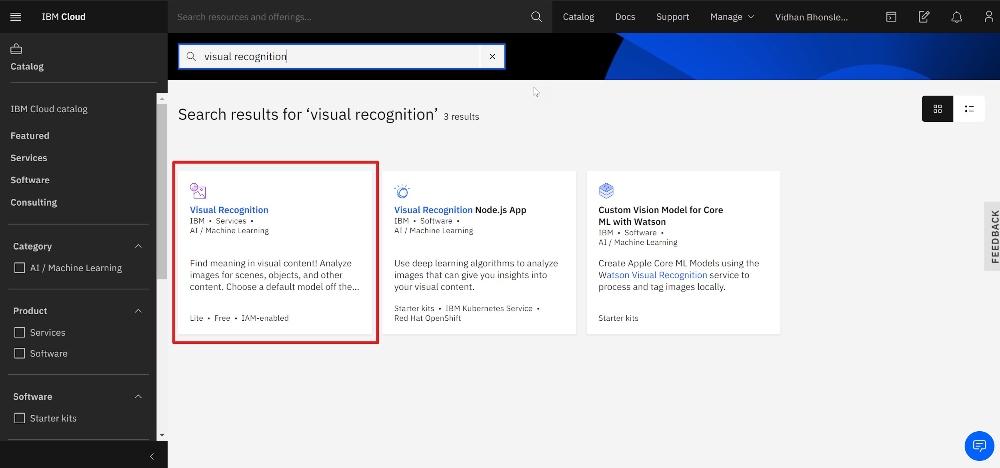 IBM Cloud
Search resources and offerings...
Catalog
Docs
Support
Manage
Vidhan Bhonsle...
Catalog
IBM Cloud catalog
Featured
Services
Software
Consulting
Category
AI / Machine Learning
Product
Services
Software
Software
Starter kits
visual recognition
Search results for ‘visual recognition’ 3 results
Visual Recognition
IBM • Services •
AI / Machine Learning
Find meaning in visual content! Analyze
images for scenes, objects, and other
content. Choose a default model off the...
Lite • Free • IAM-enabled
Visual Recognition Node.js App
IBM • Software •
AI / Machine Learning
Use deep learning algorithms to analyze
images that can give you insights into
your visual content.
Starter kits • IBM Kubernetes Service •
Red Hat OpenShift
Custom Vision Model for Core
ML with Watson
IBM • Software •
AI / Machine Learning
Create Apple Core ML Models using the
Watson Visual Recognition service to
process and tag images locally.
Starter kits
FEEDBACK